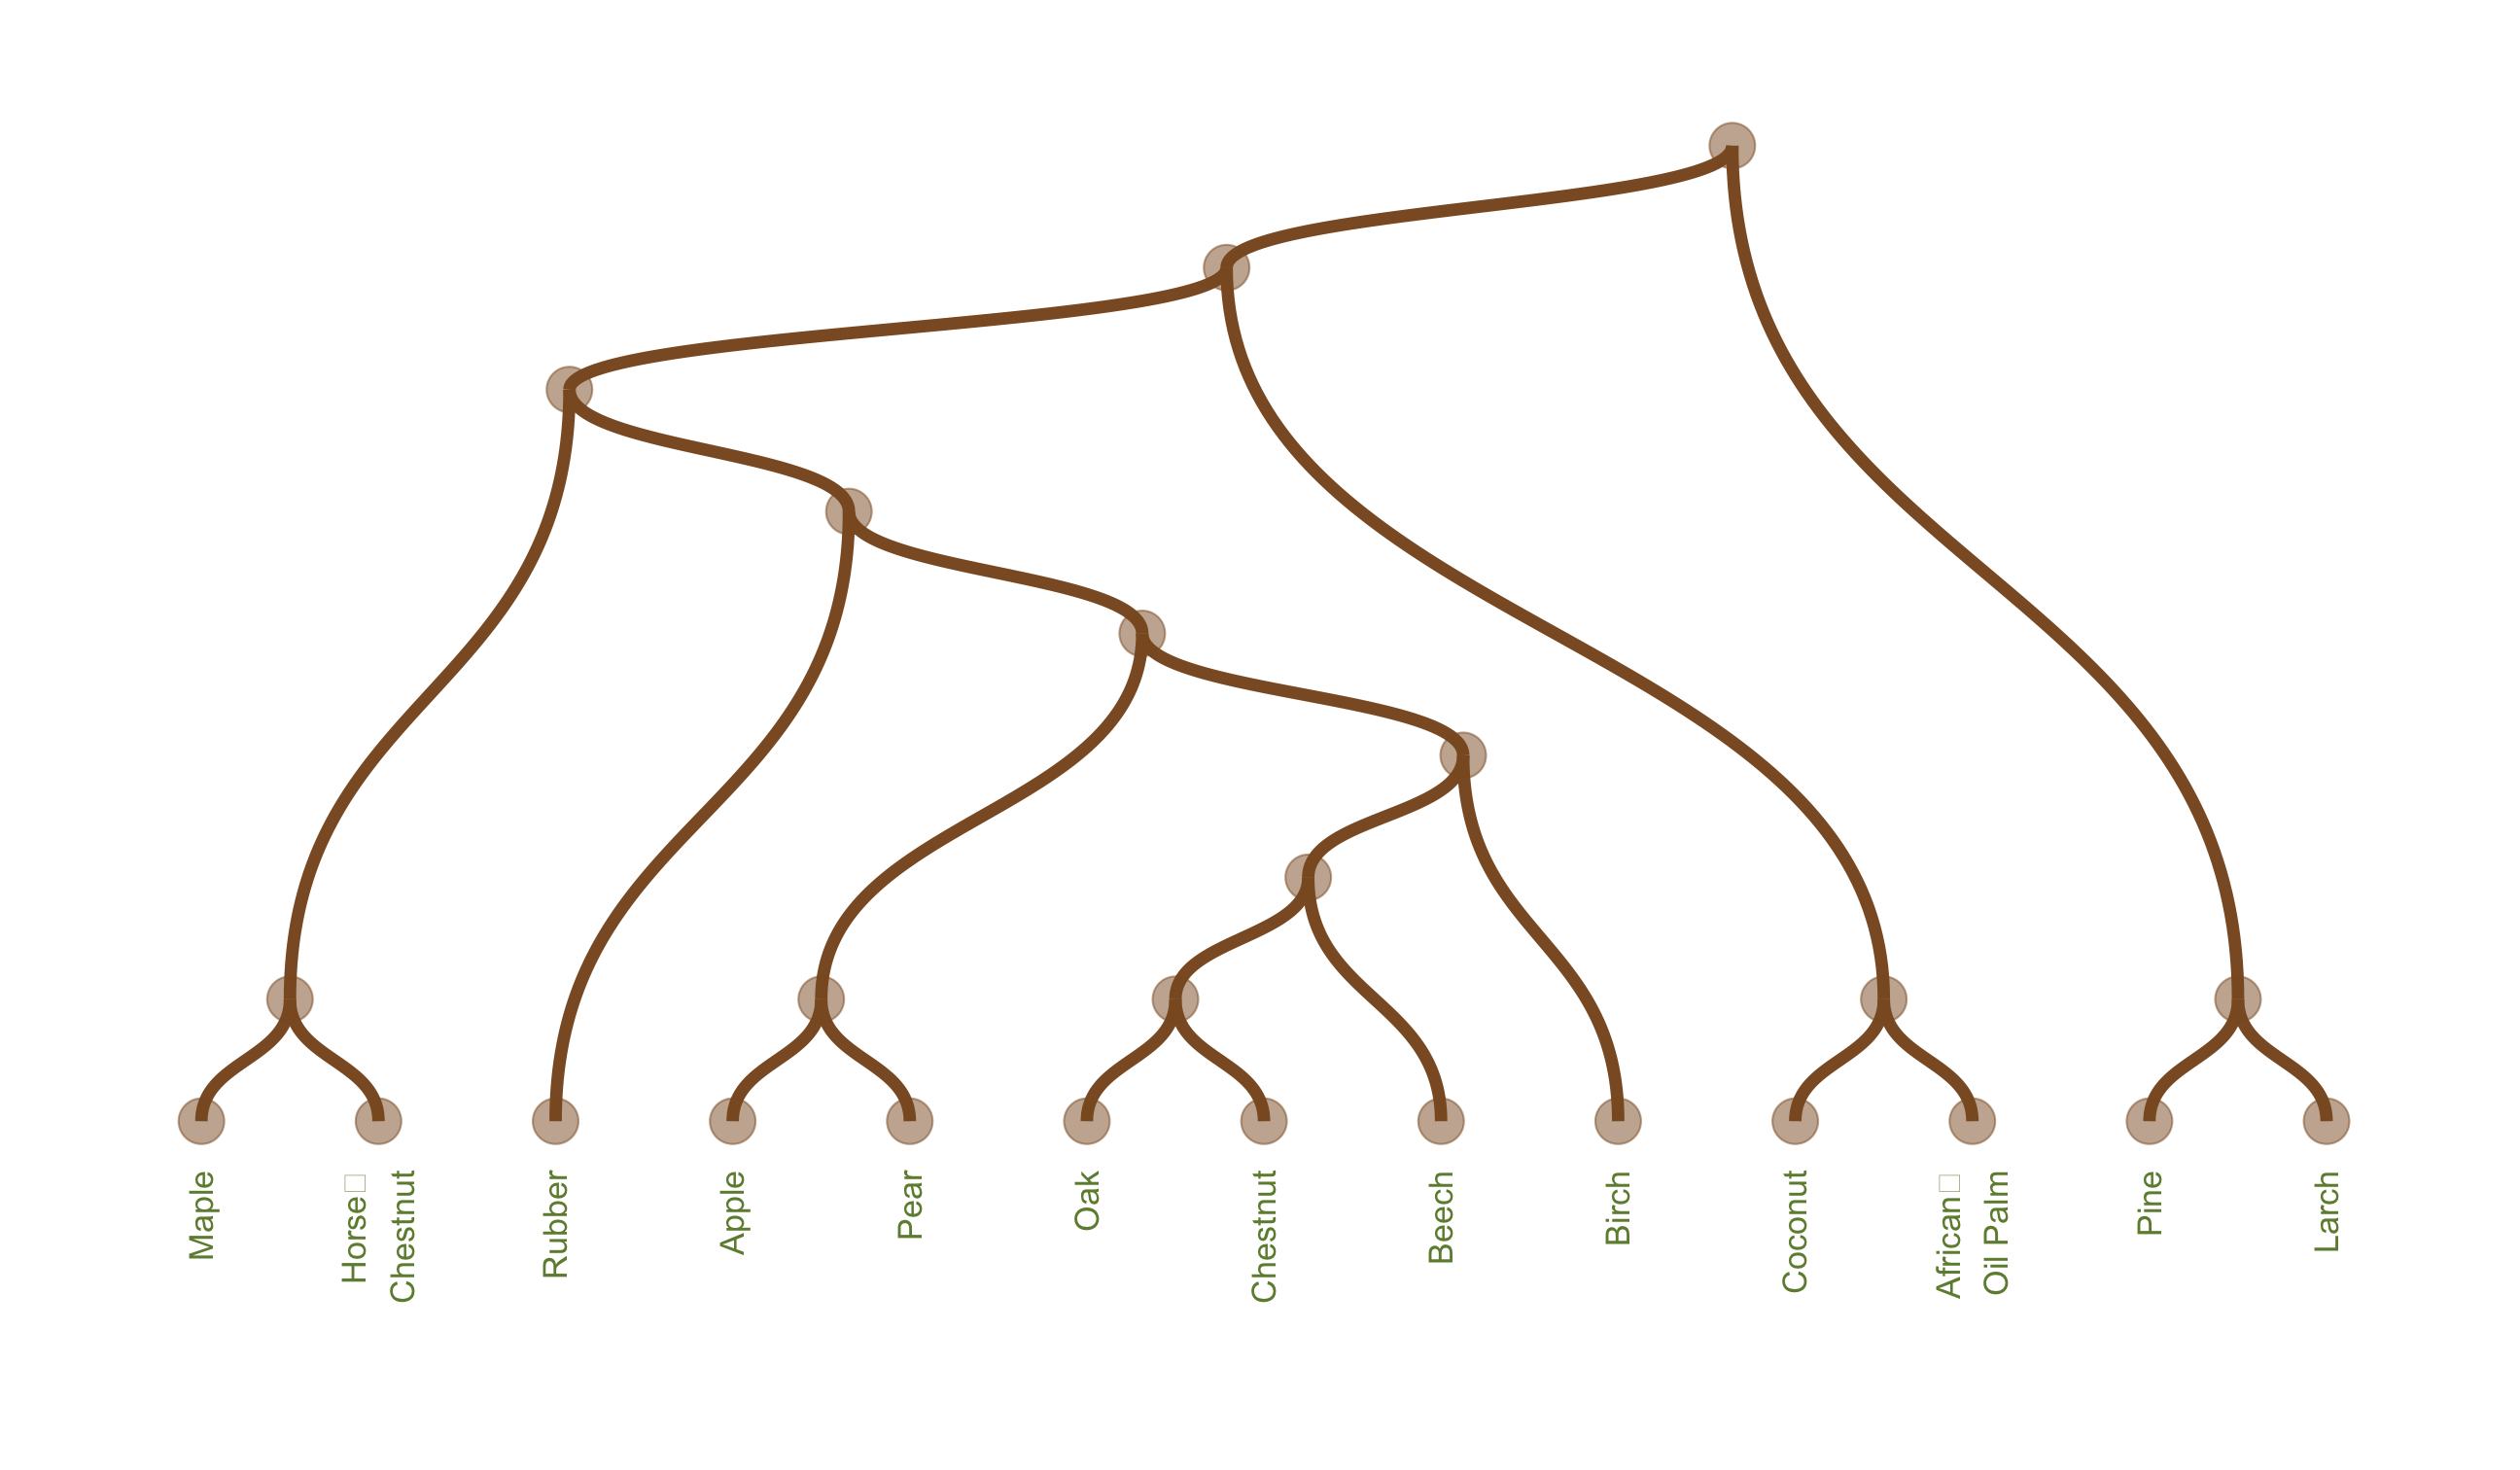 Maple
Horse
Chestnut
Rubber
Apple
Pear
Oak
Chestnut
Beech
Birch
Coconut
African
Oil Palm
Pine
Larch